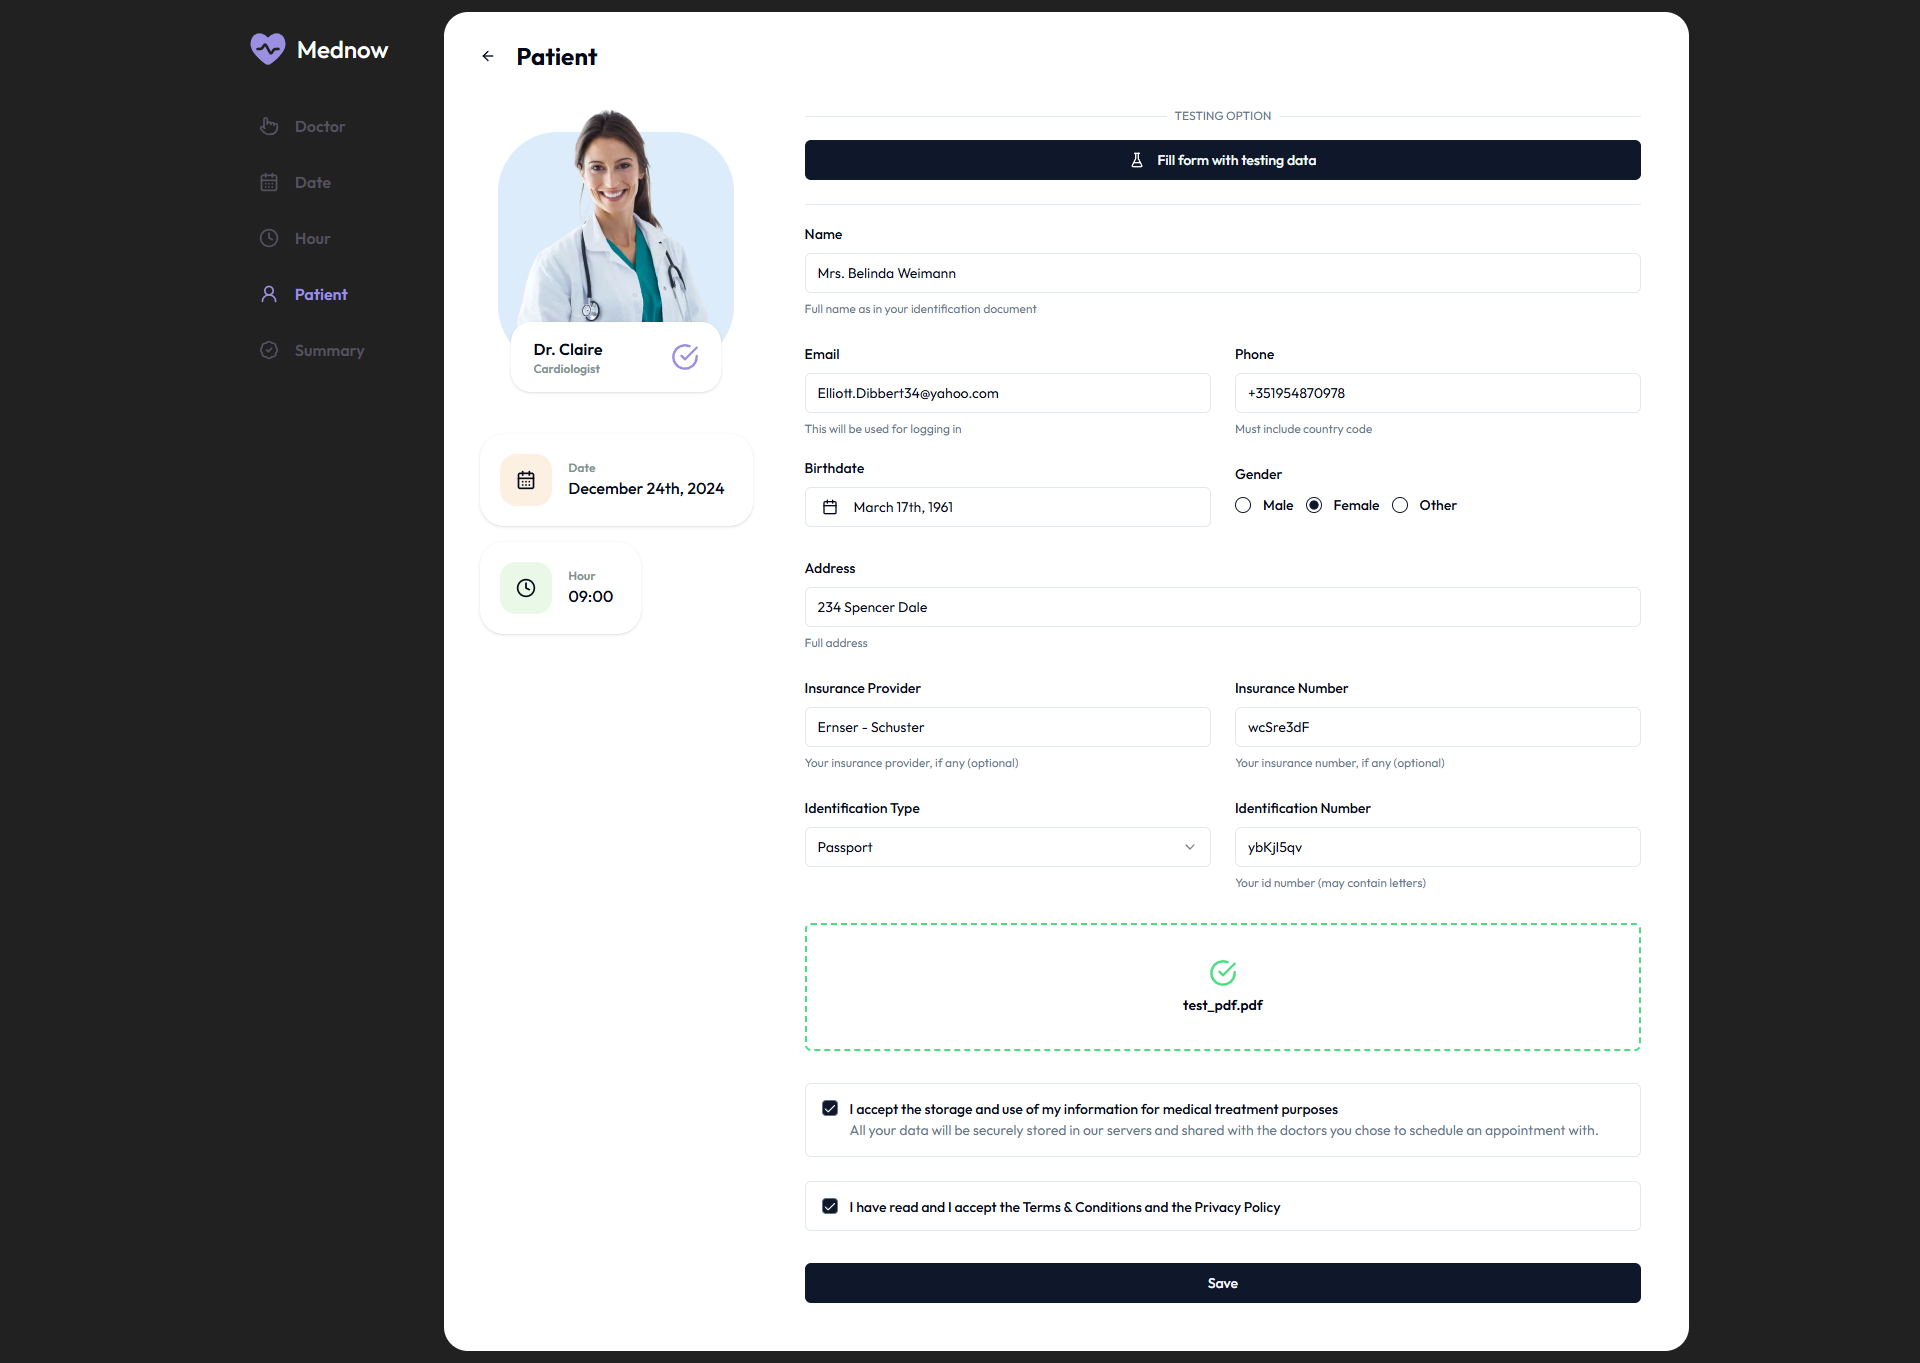 Mednow
Doctor
Date
Hour
Patient
Summary
Patient
Dr. Claire
Cardiologist
Date
December 24th, 2024
Hour
09:00
TESTING OPTION
Fill form with testing data
Name
Mrs. Belinda Weimann
Full name as in your identification document
Email
Elliott.Dibbert34@yahoo.com
This will be used for logging in
Phone
+351954870978
Must include country code
Birthdate
March 17th, 1961
Gender
Male Female Other
Address
234 Spencer Dale
Full address
Insurance Provider
Ernser - Schuster
Your insurance provider, if any (optional)
Insurance Number
wcSre3dF
Your insurance number, if any (optional)
Identification Type
Passport
Identification Number
ybKjl5qv
Your id number (may contain letters)
test_pdf.pdf
I accept the storage and use of my information for medical treatment purposes
All your data will be securely stored in our servers and shared with the doctors you chose to schedule an appointment with.
I have read and I accept the Terms & Conditions and the Privacy Policy
Save